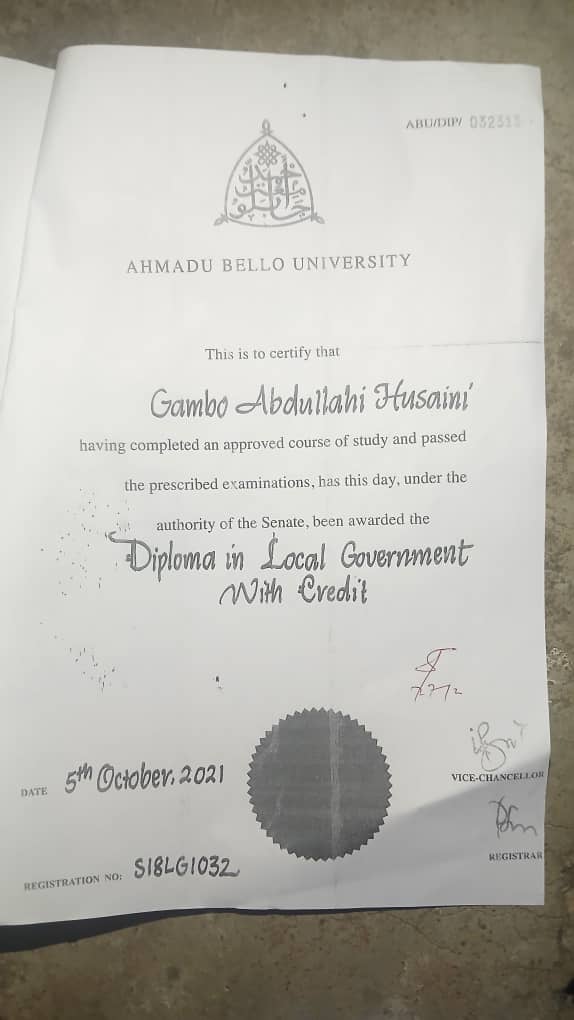 ABU/DIP/ 032313
AHMADU BELLO UNIVERSITY
This is to certify that
Gambo Abdullahi Husaini
having completed an approved course of study and passed
the prescribed examinations, has this day, under the
authority of the Senate, been awarded the
Diploma in Local Government
With Credit
VICE-CHANCELLOR
DATE 5th October, 2021
REGISTRAR
REGISTRATION NO: S18LG1032